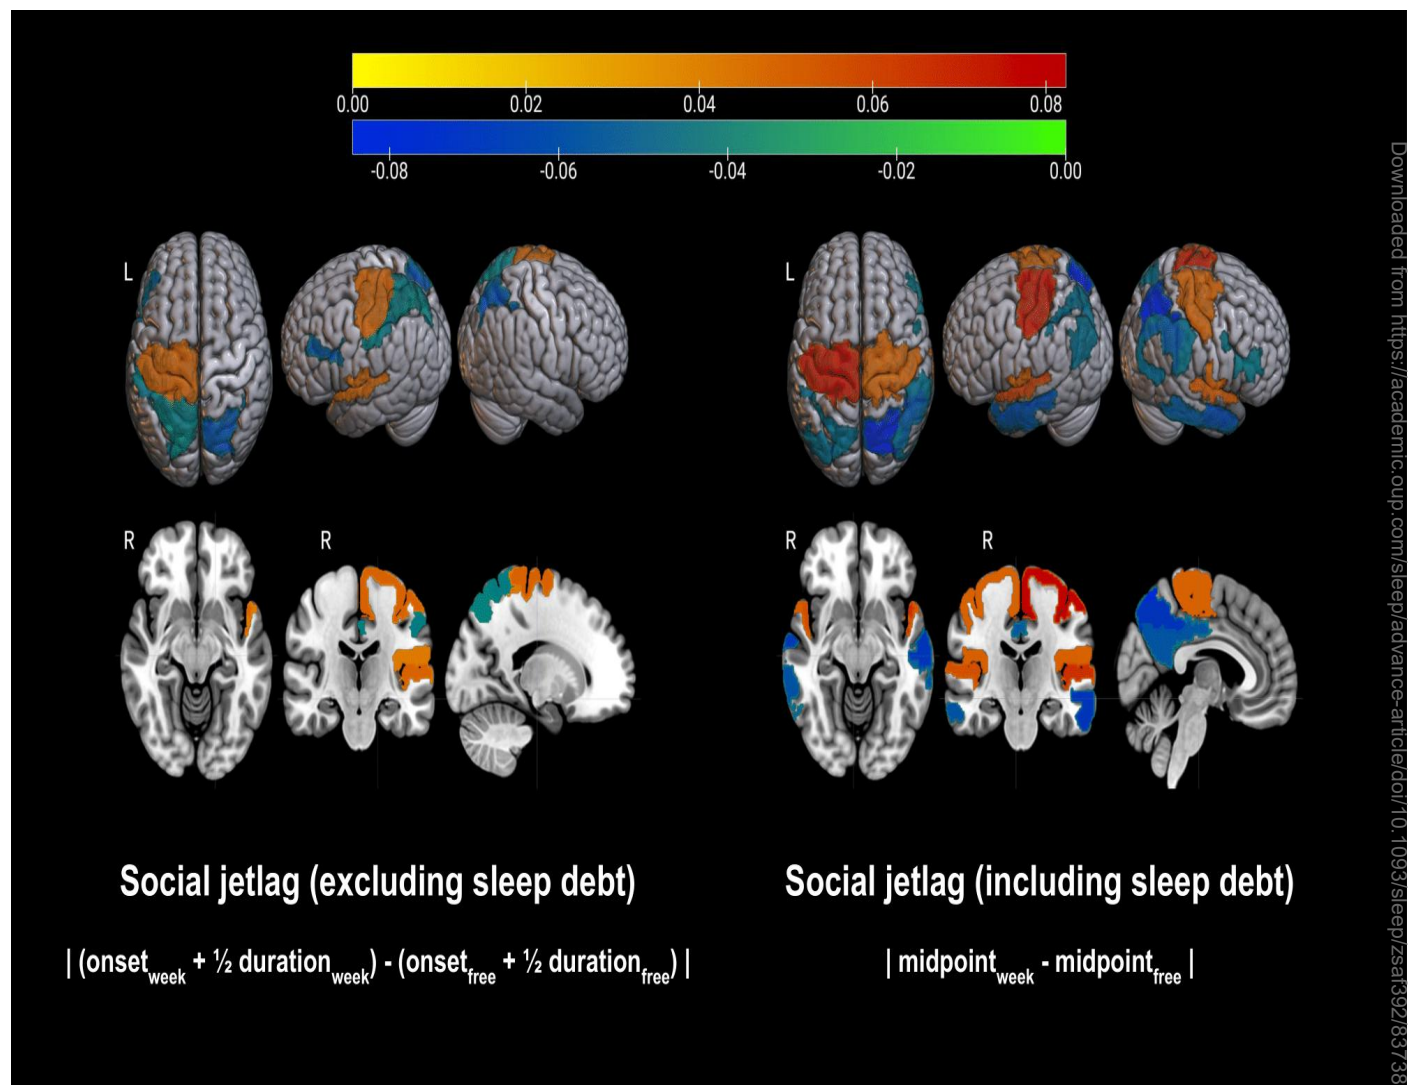 0.00 0.02 0.04 0.06 0.08
-0.08 -0.06 -0.04 -0.02 0.00
L L
R R R R
Social jetlag (excluding sleep debt) Social jetlag (including sleep debt)
| (onsetweek + ½ durationweek) - (onsetfree + ½ durationfree) | | midpointweek - midpointfree |
Downloaded from https://academic.oup.com/sleep/advance-article/doi/10.1093/sleep/zsaf392/83738